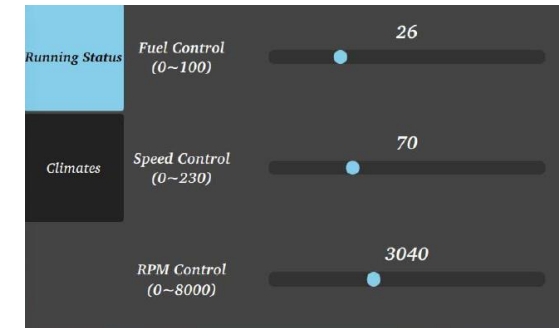 Running Status
Fuel Control
(0~100)
26
Climates
Speed Control
(0~230)
70
RPM Control
(0~8000)
3040